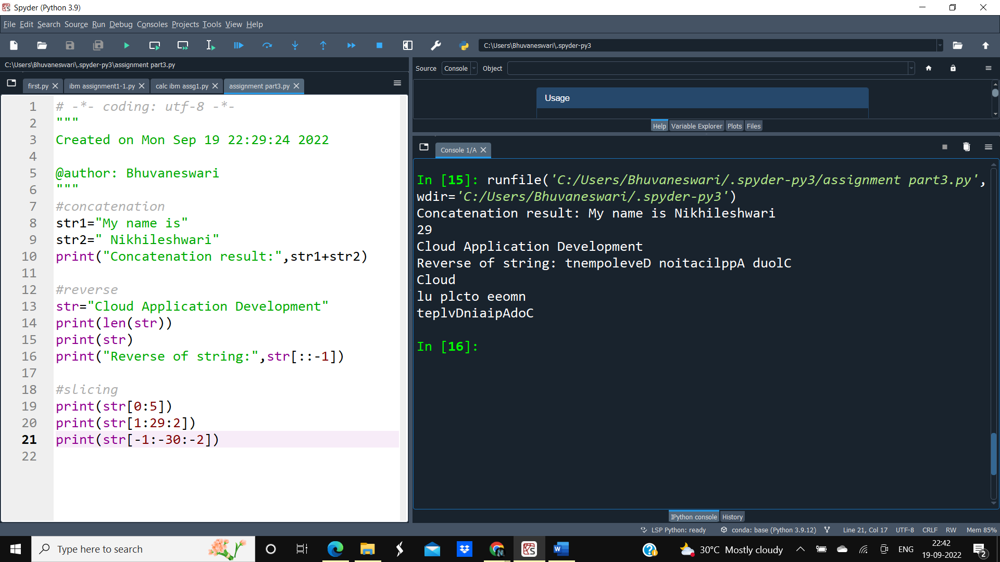 Spyder (Python 3.9)
File Edit Search Source Run Debug Consoles Projects Tools View Help
C:\Users\Bhuvaneswari\.spyder-py3
C:\Users\Bhuvaneswari\.spyder-py3\assignment part3.py
first.py ibm assignment1-1.py calc ibm assg1.py assignment part3.py
1 # -*- coding: utf-8 -*-
2 """
3 Created on Mon Sep 19 22:29:24 2022
4
5 @author: Bhuvaneswari
6 """
7 #concatenation
8 str1="My name is"
9 str2=" Nikhileshwari"
10 print("Concatenation result:",str1+str2)
11
12 #reverse
13 str="Cloud Application Development"
14 print(len(str))
15 print(str)
16 print("Reverse of string:",str[::-1])
17
18 #slicing
19 print(str[0:5])
20 print(str[1:29:2])
21 print(str[-1:-30:-2])
22
Source Console Object
Usage
Help Variable Explorer Plots Files
Console 1/A
In [15]: runfile('C:/Users/Bhuvaneswari/.spyder-py3/assignment part3.py',
wdir='C:/Users/Bhuvaneswari/.spyder-py3')
Concatenation result: My name is Nikhileshwari
29
Cloud Application Development
Reverse of string: tnempoleveD noitacilppA duolC
Cloud
lu plcto eeomn
teplvDniaipAdoC
In [16]:
IPython console History
LSP Python: ready conda: base (Python 3.9.12) Line 21, Col 17 UTF-8 CRLF RW Mem 85%
Type here to search
30°C Mostly cloudy
ENG
22:42
19-09-2022
2